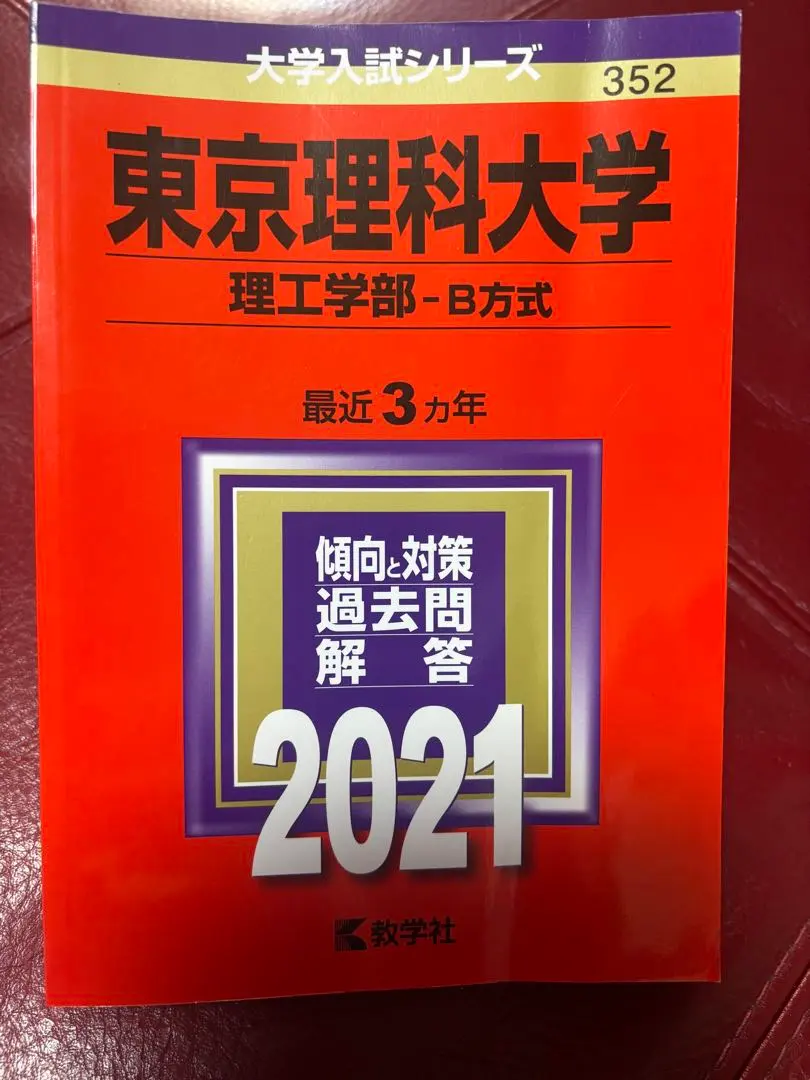 大学入試シリーズ
352
東京理科大学
理工学部-B方式
最近3ヵ年
傾向と対策
過去問
解答
2021
教学社